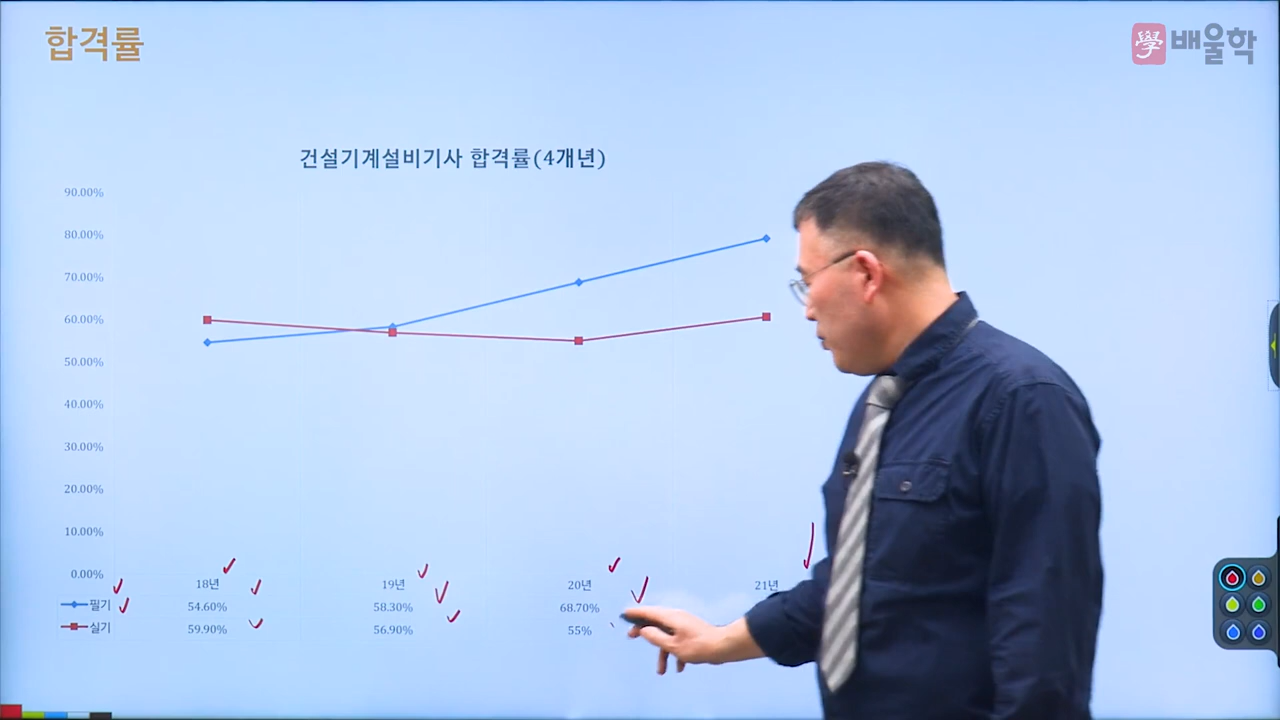 합격률
學 배울학
건설기계설비기사 합격률(4개년)
90.00%
80.00%
70.00%
60.00%
50.00%
40.00%
30.00%
20.00%
10.00%
0.00%
18년 19년 20년 21년
필기 54.60% 58.30% 68.70%
실기 59.90% 56.90% 55%